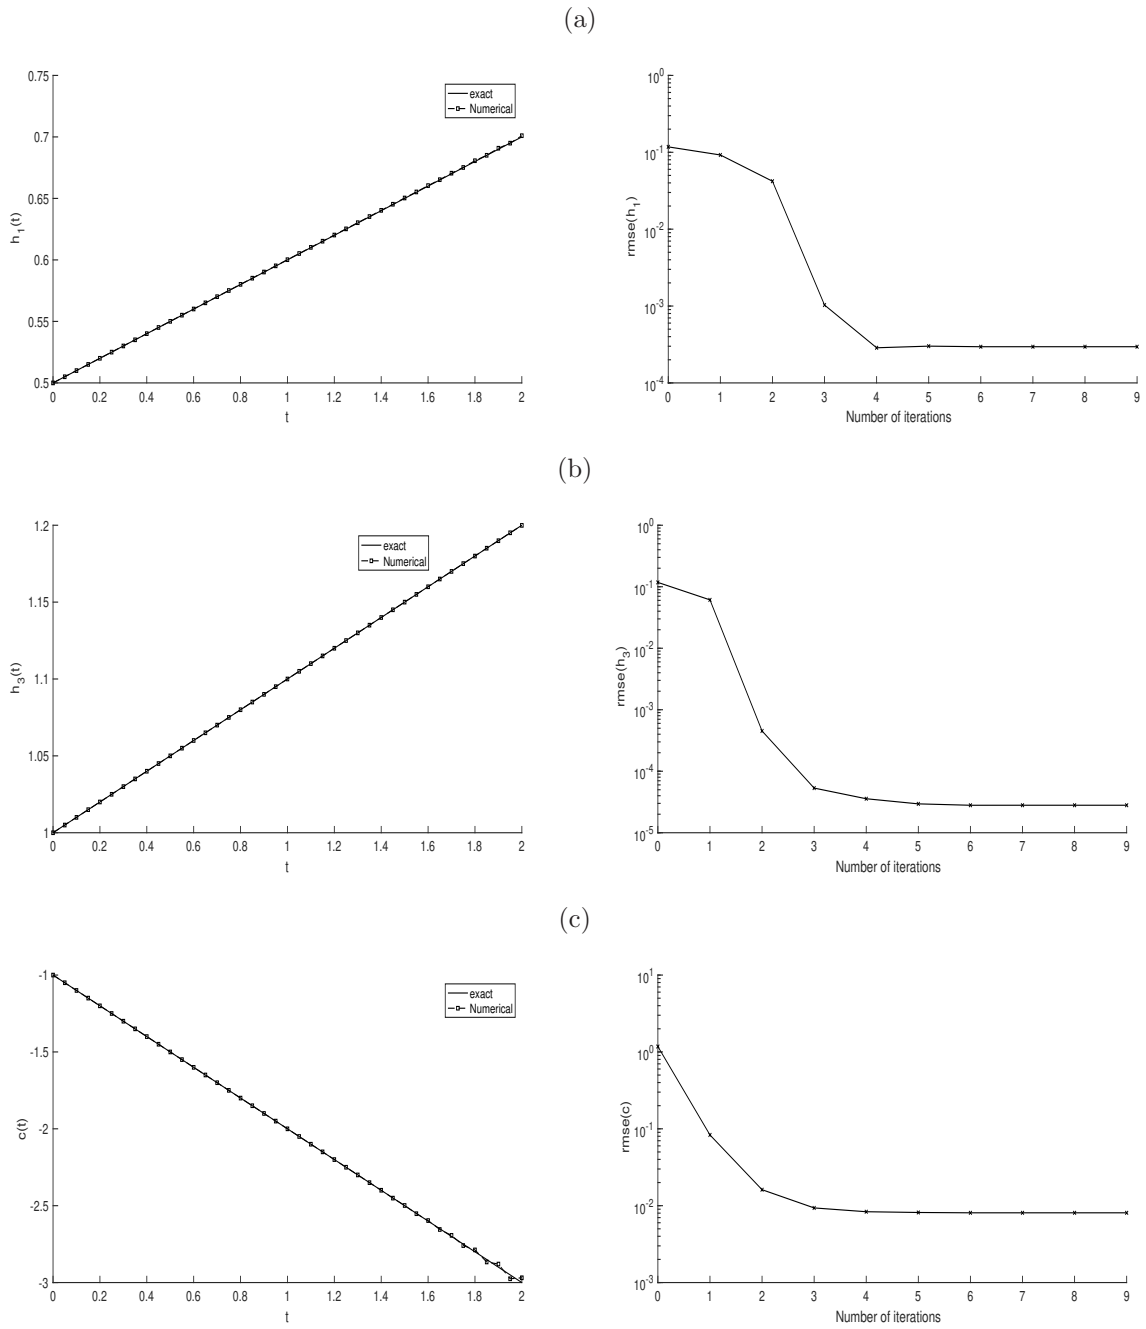 (a)
0.75
0.7
0.65
0.6
0.55
0.5
h1(t)
exact
Numerical
0 0.2 0.4 0.6 0.8 1 1.2 1.4 1.6 1.8 2
t
10^0
10^-1
10^-2
10^-3
10^-4
rmse(h1)
0 1 2 3 4 5 6 7 8 9
Number of iterations
(b)
1.2
1.15
1.1
1.05
1
h3(t)
exact
Numerical
0 0.2 0.4 0.6 0.8 1 1.2 1.4 1.6 1.8 2
t
10^0
10^-1
10^-2
10^-3
10^-4
10^-5
rmse(h3)
0 1 2 3 4 5 6 7 8 9
Number of iterations
(c)
-1
-1.5
-2
-2.5
-3
c(t)
exact
Numerical
0 0.2 0.4 0.6 0.8 1 1.2 1.4 1.6 1.8 2
t
10^1
10^0
10^-1
10^-2
10^-3
rmse(c)
0 1 2 3 4 5 6 7 8 9
Number of iterations